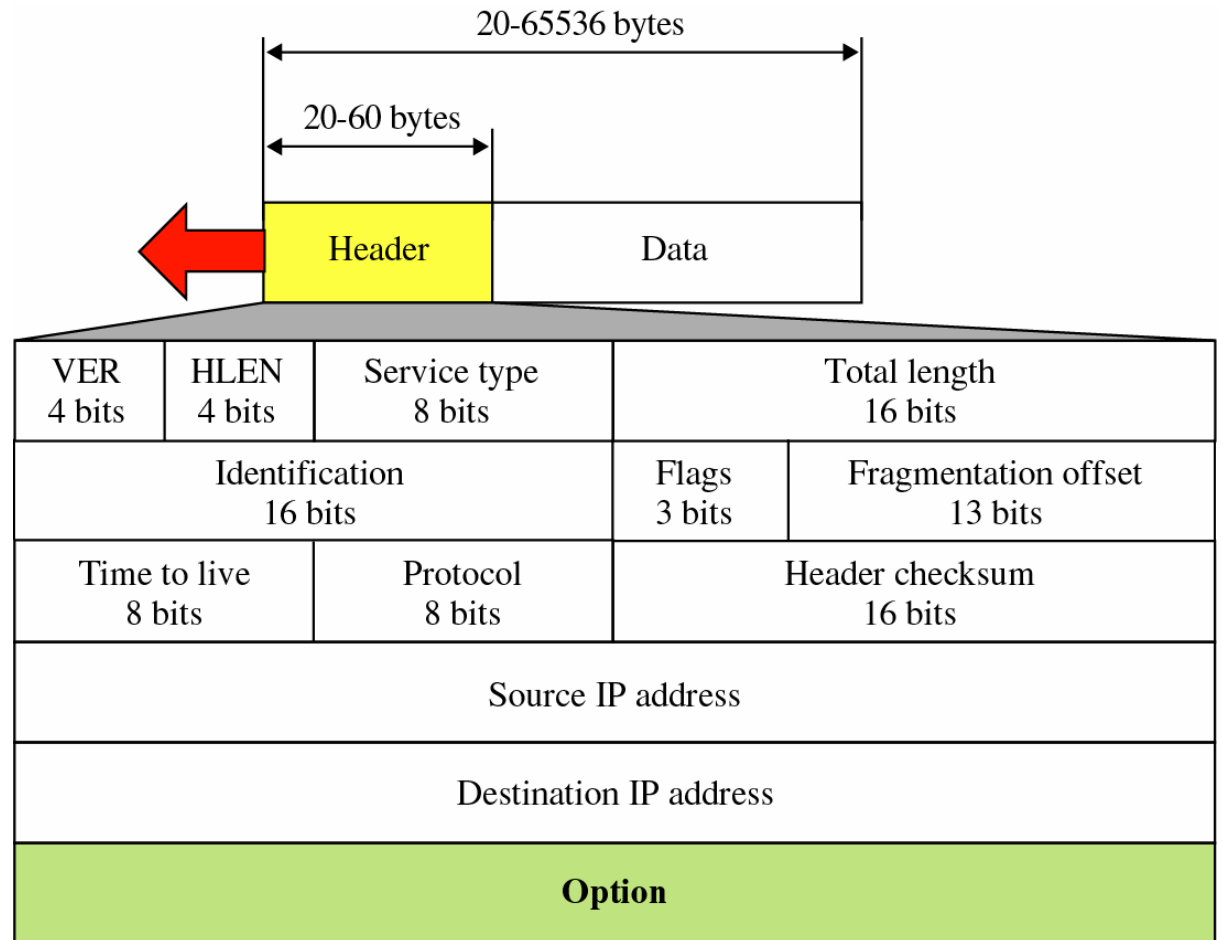 20-65536 bytes
20-60 bytes
Header
Data
VER
4 bits
HLEN
4 bits
Service type
8 bits
Total length
16 bits
Identification
16 bits
Flags
3 bits
Fragmentation offset
13 bits
Time to live
8 bits
Protocol
8 bits
Header checksum
16 bits
Source IP address
Destination IP address
Option